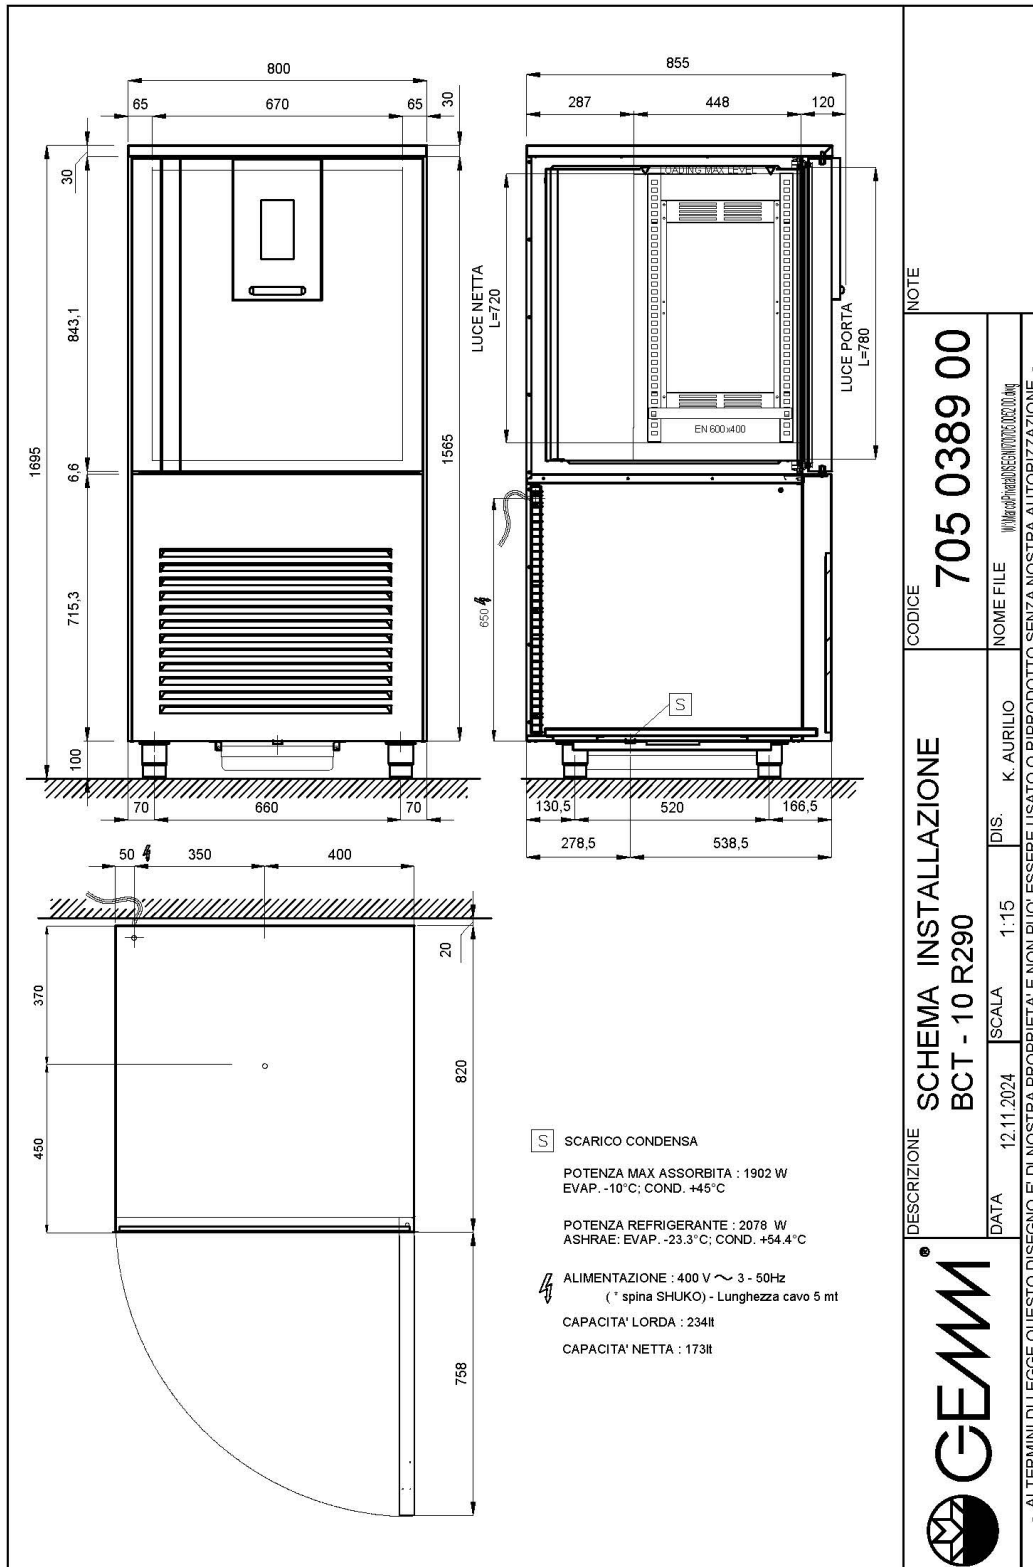 800
65
670
65
30
30
843,1
1695
6,6
1565
715,3
100
70
660
70
855
287
448
120
LOADING MAX LEVEL
LUCE NETTA
L=720
LUCE PORTA
L=780
EN 600x400
650
S
130,5
520
166,5
278,5
538,5
50
350
400
20
370
820
450
758
S SCARICO CONDENSA
POTENZA MAX ASSORBITA : 1902 W
EVAP. -10°C; COND. +45°C
POTENZA REFRIGERANTE : 2078 W
ASHRAE: EVAP. -23.3°C; COND. +54.4°C
ALIMENTAZIONE : 400 V ~ 3 - 50Hz
( * spina SHUKO) - Lunghezza cavo 5 mt
CAPACITA' LORDA : 234lt
CAPACITA' NETTA : 173lt
NOTE
CODICE
705 0389 00
NOME FILE
DESCRIZIONE
SCHEMA INSTALLAZIONE
BCT - 10 R290
DATA
12.11.2024
SCALA
1:15
DIS.
K. AURILIO
GEMM®
AI TERMINI DI LEGGE QUESTO DISEGNO E' DI NOSTRA PROPRIETA' E NON PUO' ESSERE USATO O RIPRODOTTO SENZA NOSTRA AUTORIZZAZIONE